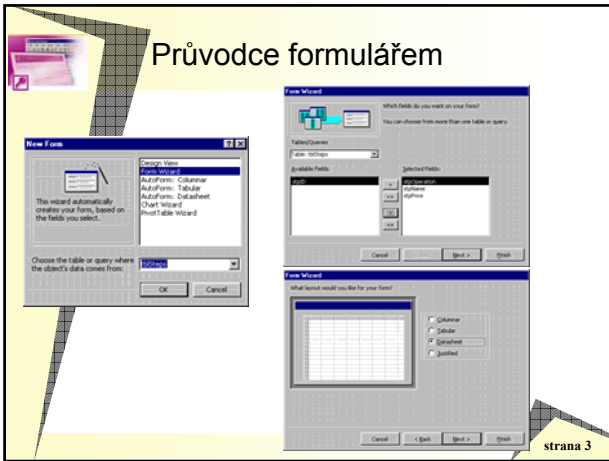 Průvodce formulářem
New Form
This wizard automatically
creates your form, based on
the fields you select.
Design View
Form Wizard
AutoForm: Columnar
AutoForm: Tabular
AutoForm: Datasheet
Chart Wizard
PivotTable Wizard
Choose the table or query where
the object's data comes from:
tblSteps
OK
Cancel
Form Wizard
Which fields do you want on your form?
You can choose from more than one table or query.
Tables/Queries
Table: tblSteps
Available Fields:
Selected Fields:
stpID
stpOperation
stpName
stpPrice
>
>>
<
<<
Cancel
Next >
Finish
Form Wizard
What layout would you like for your form?
Columnar
Tabular
Datasheet
Justified
Cancel
< Back
Next >
Finish
strana 3